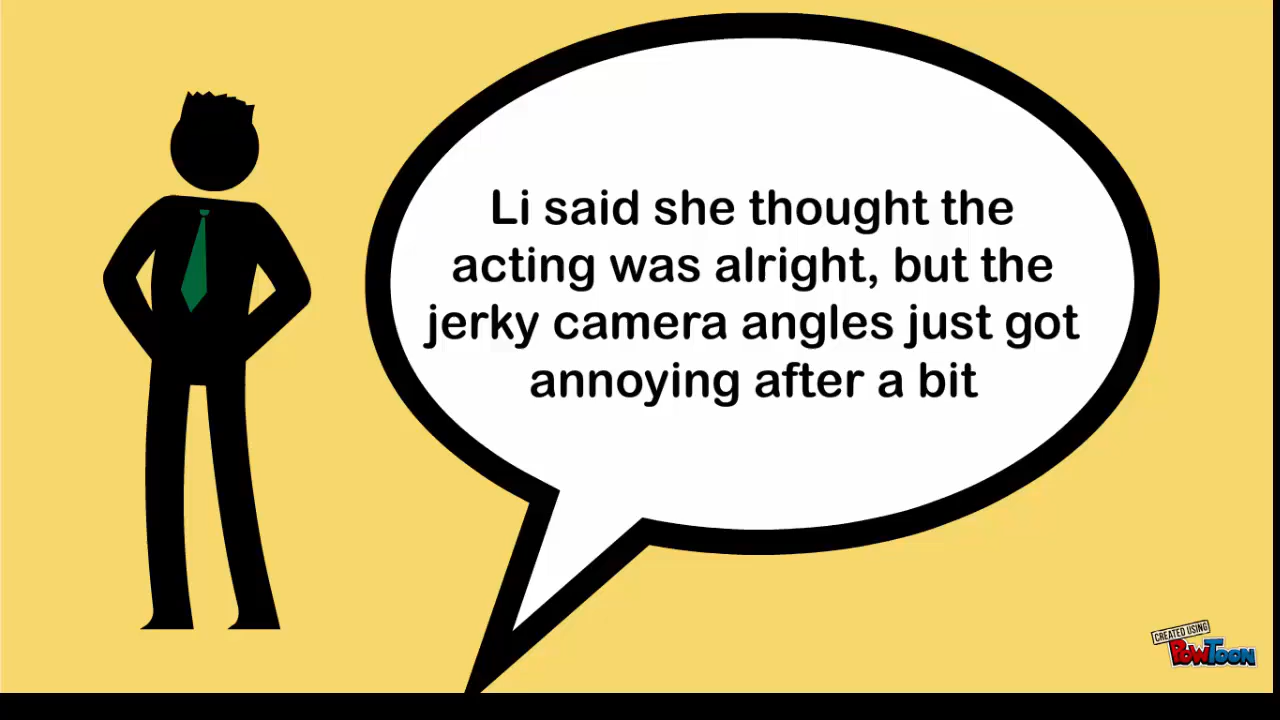 Li said she thought the
acting was alright, but the
jerky camera angles just got
annoying after a bit
CREATED USING
POWTOON